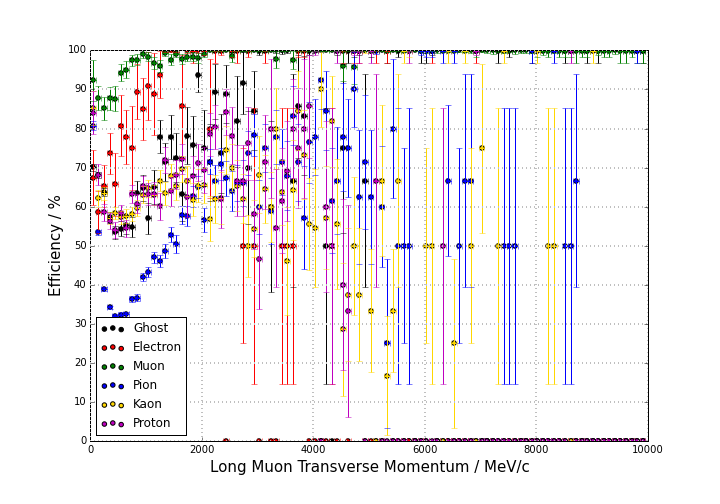 100
90
80
70
60
50
40
30
20
10
0
Efficiency / %
Ghost
Electron
Muon
Pion
Kaon
Proton
0 2000 4000 6000 8000 10000
Long Muon Transverse Momentum / MeV/c